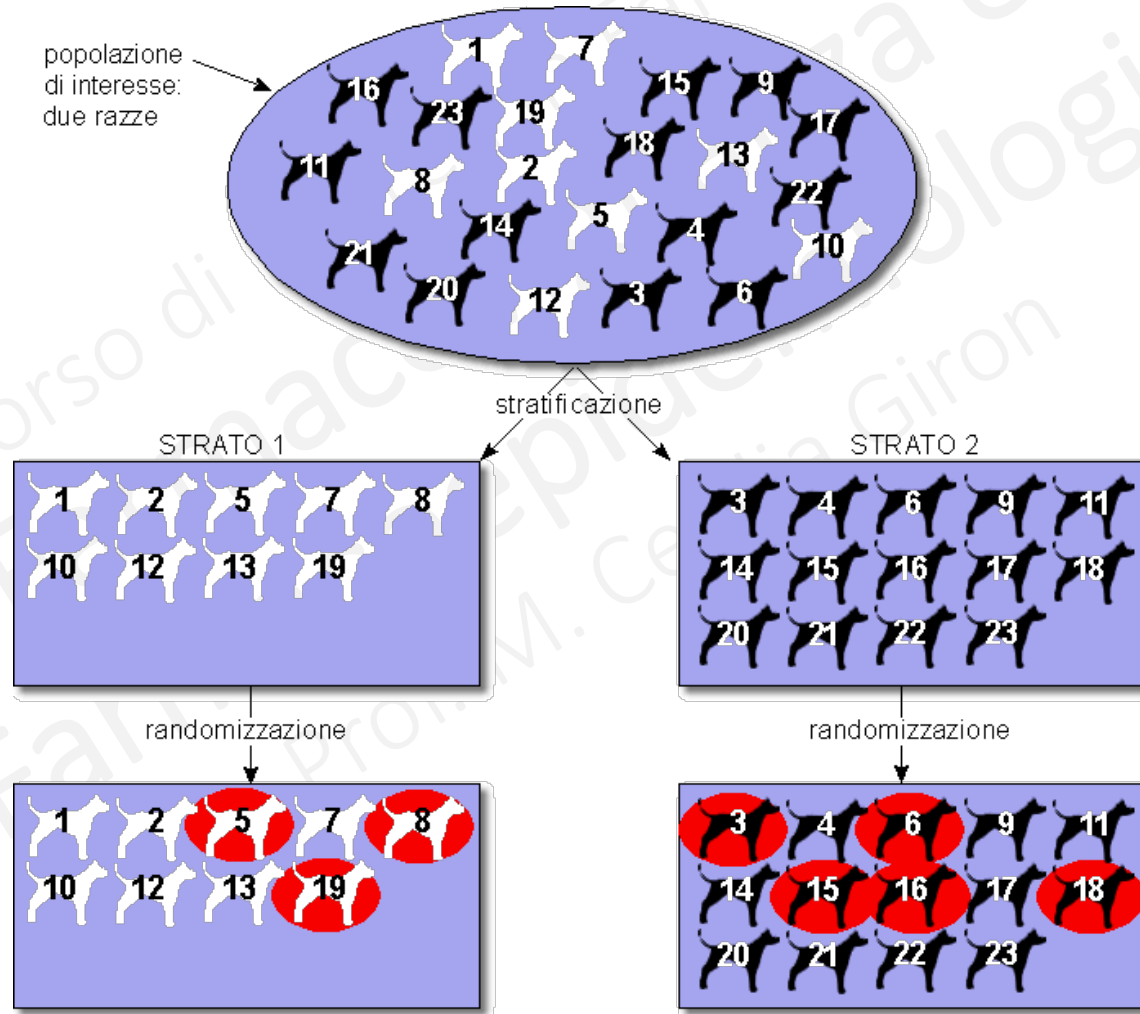 popolazione
di interesse:
due razze
1 7
16 15 9
23 19 17
18 13
11 8 2 22
14 5 4
21 10
20 12 3 6
stratificazione
STRATO 1
1 2 5 7 8
10 12 13 19
STRATO 2
3 4 6 9 11
14 15 16 17 18
20 21 22 23
randomizzazione
randomizzazione
1 2 5 7 8
10 12 13 19
3 4 6 9 11
14 15 16 17 18
20 21 22 23